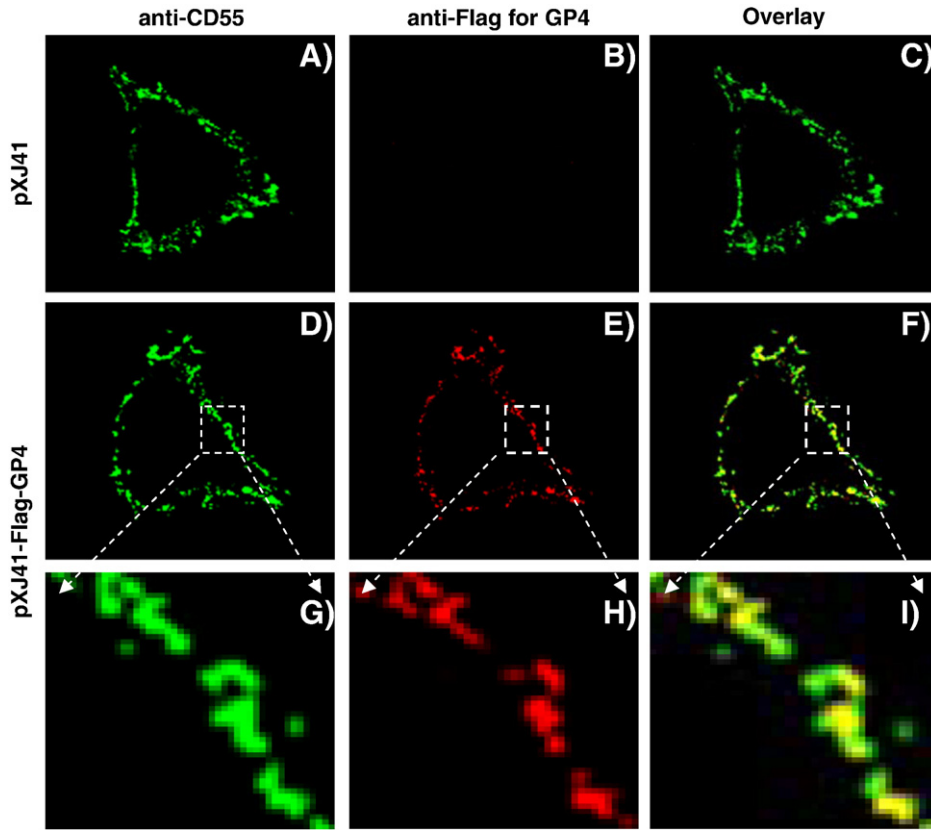 anti-CD55 anti-Flag for GP4 Overlay
pXJ41
A) B) C)
pXJ41-Flag-GP4
D) E) F)
G) H) I)